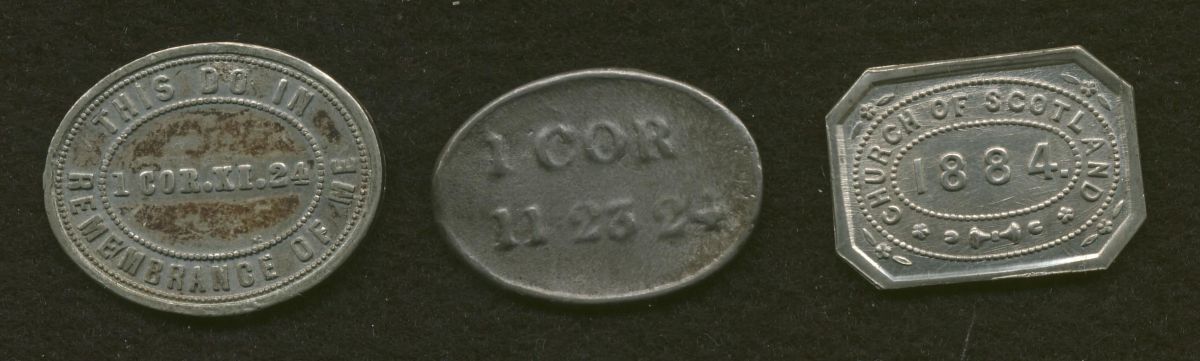 THIS DO IN
REMEMBRANCE OF ME
1 COR.XI.24
1 COR
11 23 24
CHURCH OF SCOTLAND
1884.